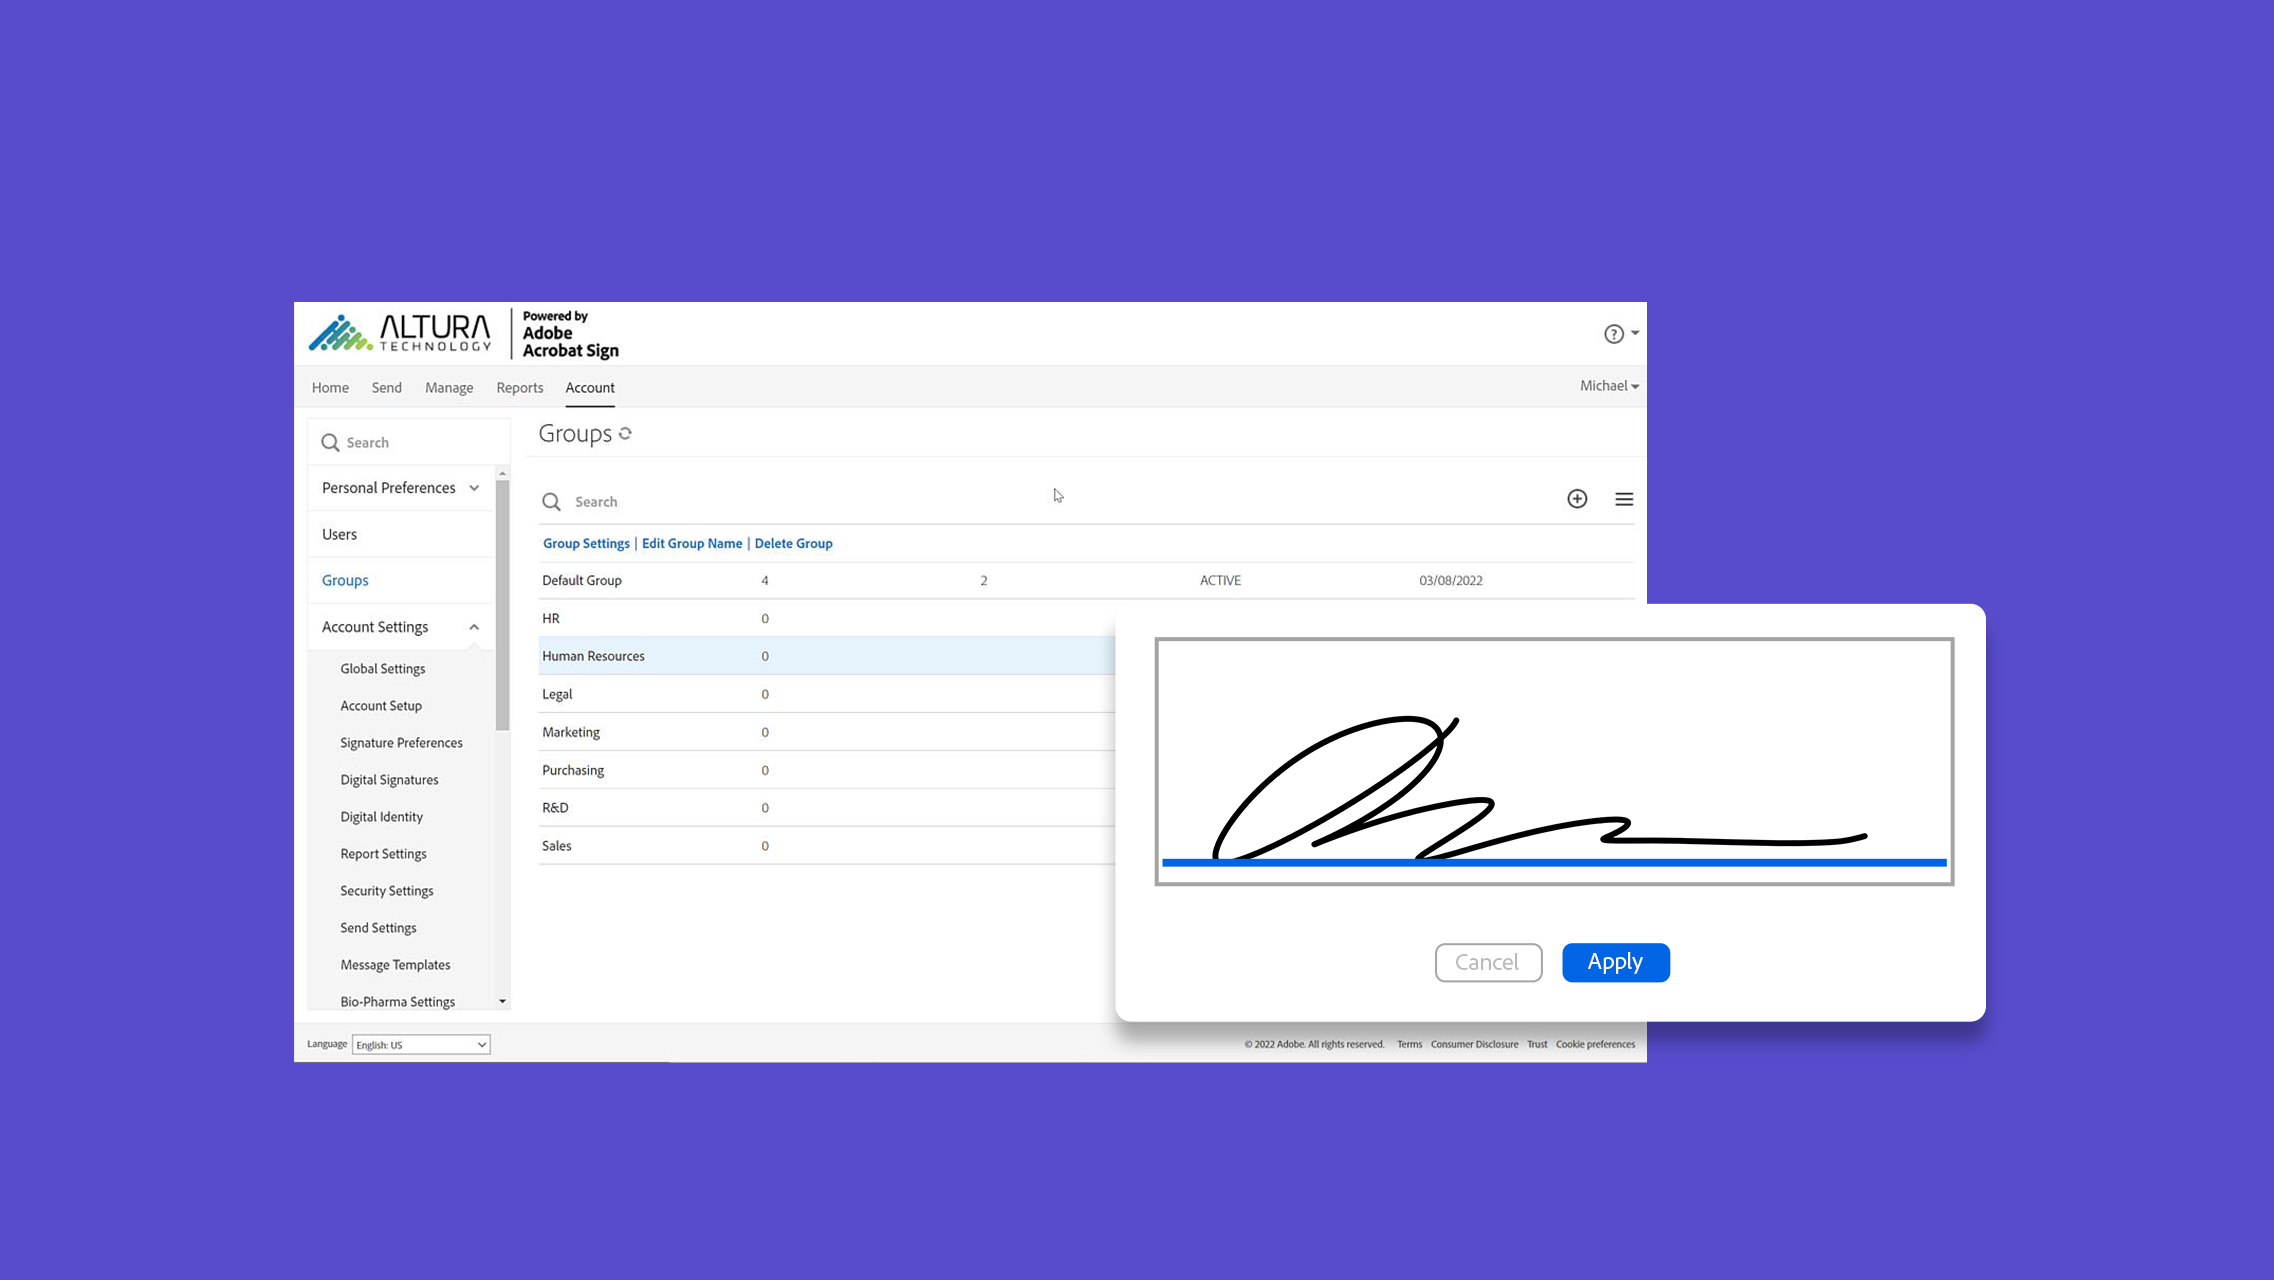 ALTURA
TECHNOLOGY
Powered by
Adobe
Acrobat Sign
Home Send Manage Reports Account
Michael
Search
Personal Preferences
Users
Groups
Account Settings
Global Settings
Account Setup
Signature Preferences
Digital Signatures
Digital Identity
Report Settings
Security Settings
Send Settings
Message Templates
Bio-Pharma Settings
Groups
Search
Group Settings | Edit Group Name | Delete Group
Default Group 4 2 ACTIVE 03/08/2022
HR 0
Human Resources 0
Legal 0
Marketing 0
Purchasing 0
R&D 0
Sales 0
Cancel Apply
Language English: US
© 2022 Adobe. All rights reserved. Terms Consumer Disclosure Trust Cookie preferences